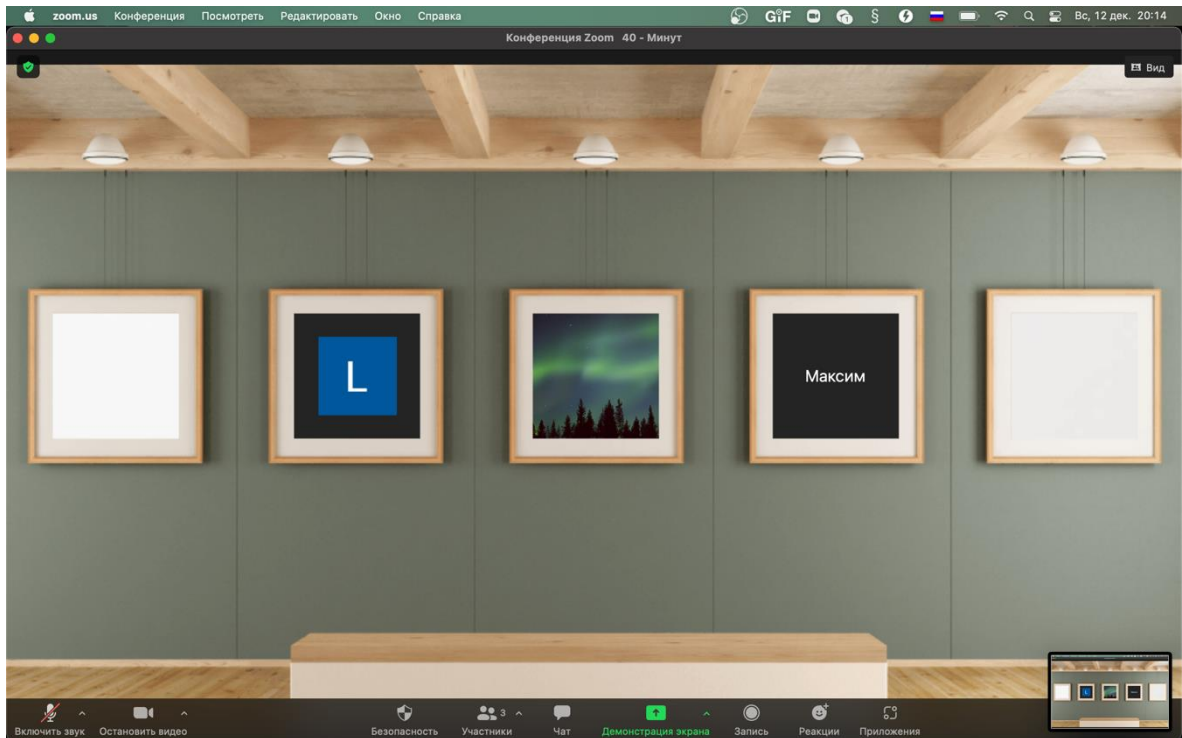 zoom.us Конференция Посмотреть Редактировать Окно Справка GIF § Вс, 12 дек. 20:14
Конференция Zoom 40 - Минут
Вид
L
Максим
3
Включить звук Остановить видео Безопасность Участники Чат Демонстрация экрана Запись Реакции Приложения